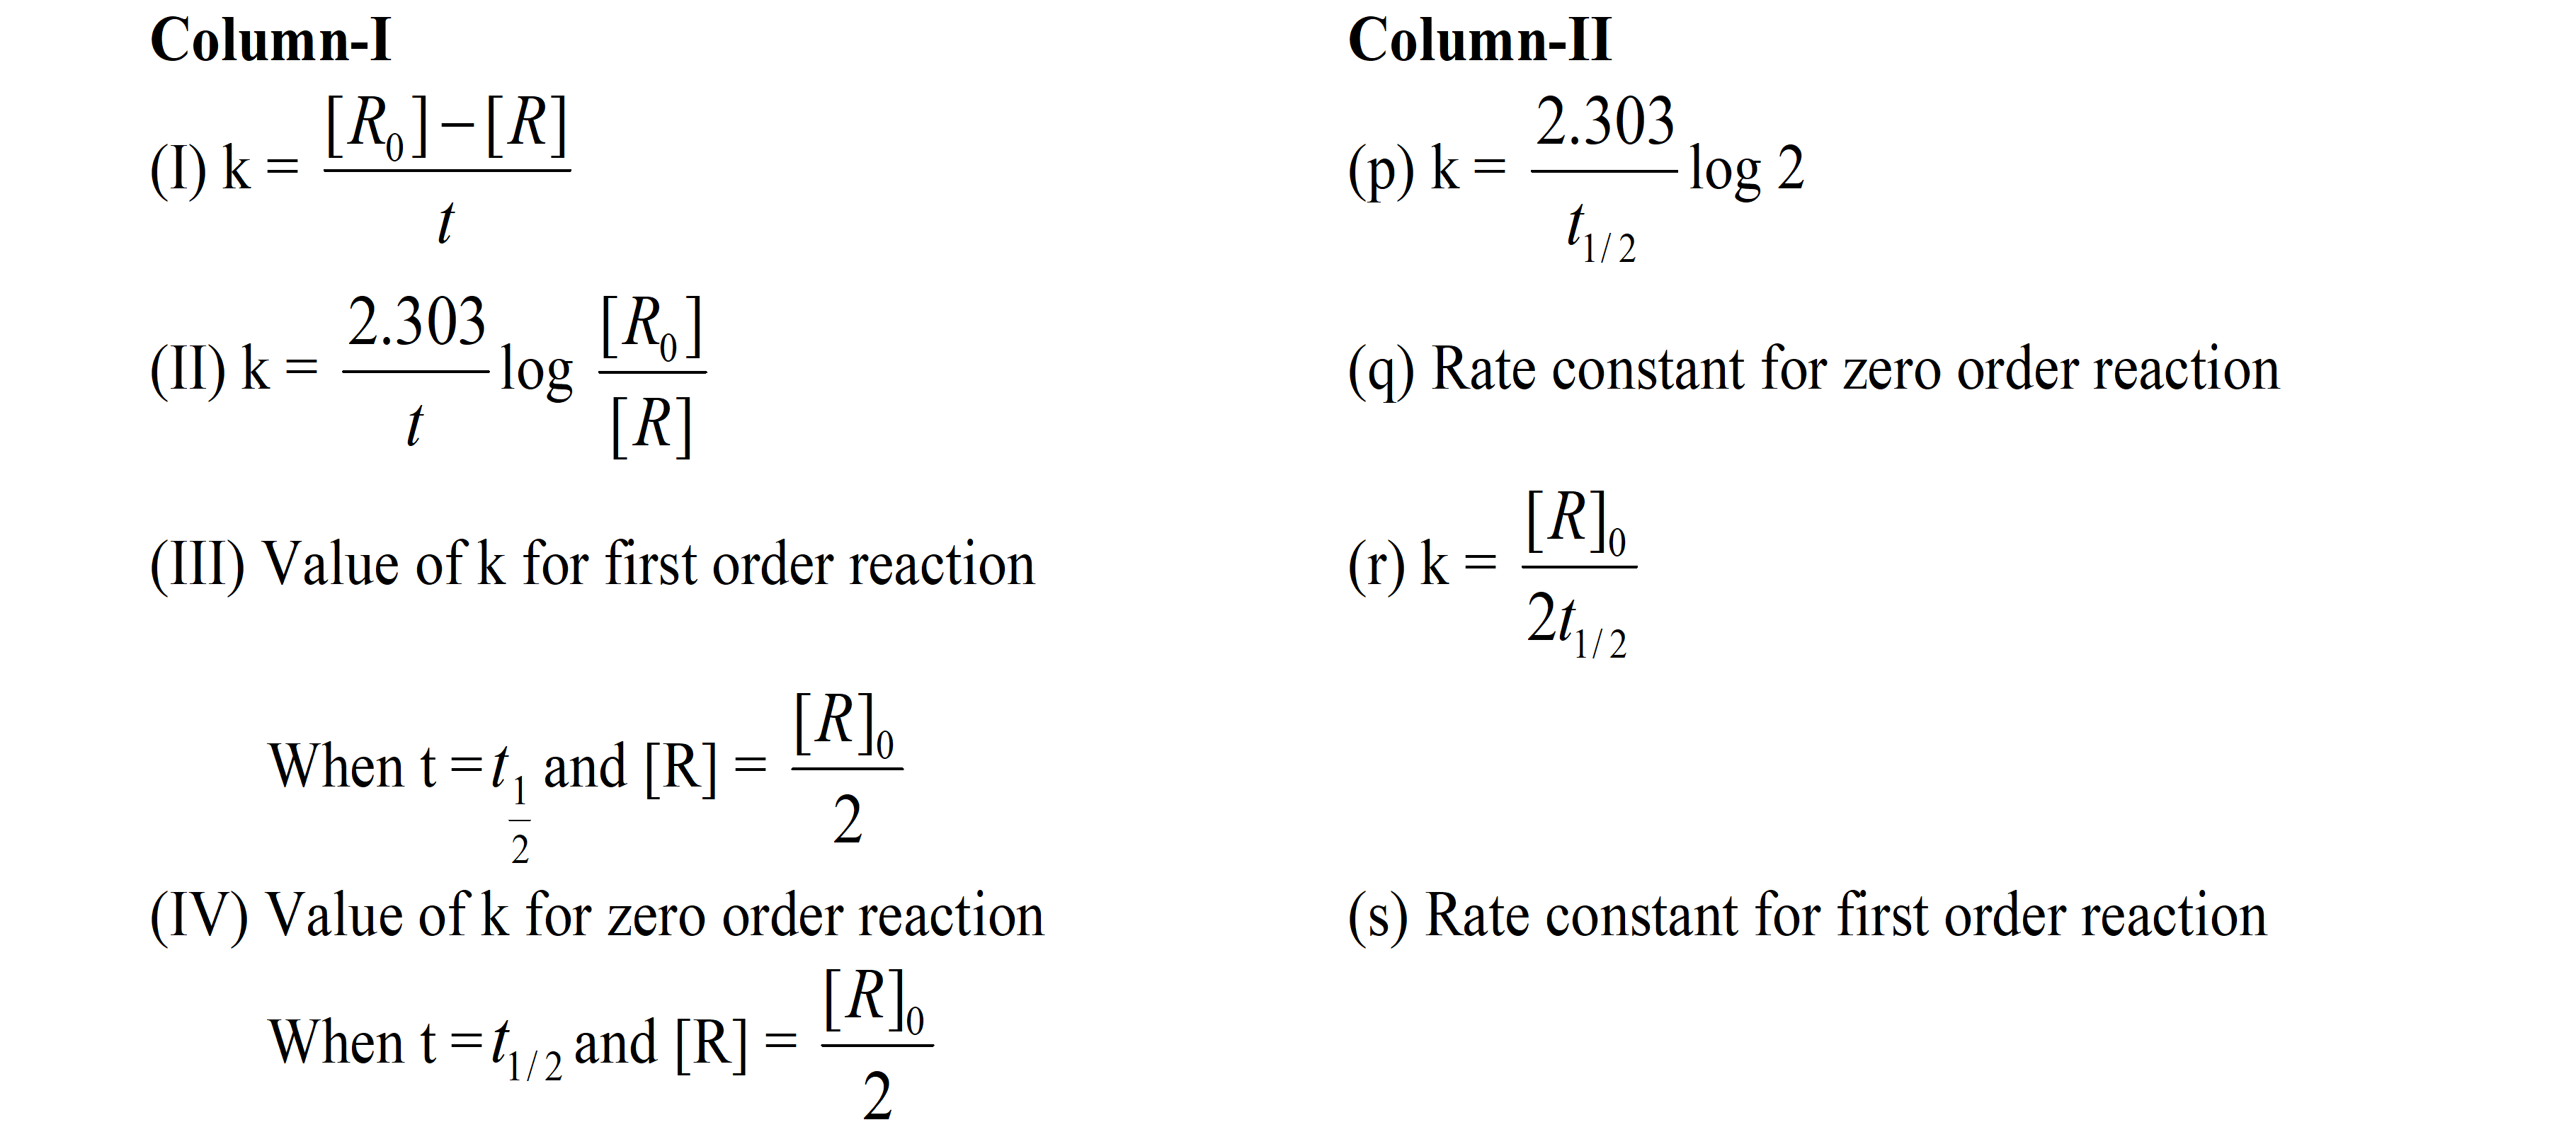 Column-I Column-II
(I) k = \frac{[R_0]-[R]}{t} (p) k = \frac{2.303}{t_{1/2}} log 2
(II) k = \frac{2.303}{t} log \frac{[R_0]}{[R]} (q) Rate constant for zero order reaction
(III) Value of k for first order reaction (r) k = \frac{[R]_0}{2t_{1/2}}
When t = t_{\frac{1}{2}} and [R] = \frac{[R]_0}{2}
(IV) Value of k for zero order reaction (s) Rate constant for first order reaction
When t = t_{1/2} and [R] = \frac{[R]_0}{2}